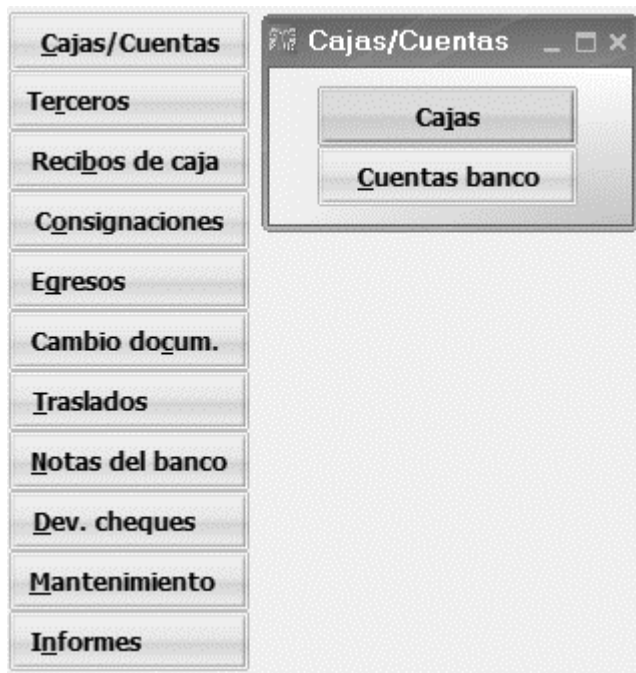 Cajas/Cuentas
Terceros
Recibos de caja
Consignaciones
Egresos
Cambio docum.
Traslados
Notas del banco
Dev. cheques
Mantenimiento
Informes
Cajas/Cuentas
Cajas
Cuentas banco